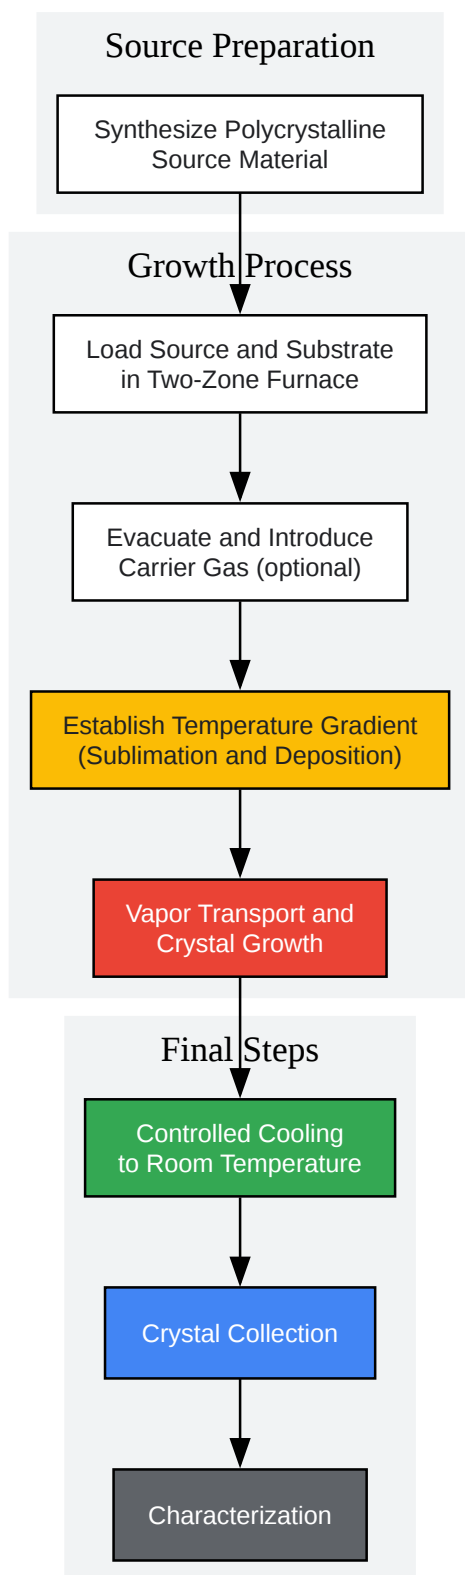 Source Preparation
Synthesize Polycrystalline
Source Material
Growth Process
Load Source and Substrate
in Two-Zone Furnace
Evacuate and Introduce
Carrier Gas (optional)
Establish Temperature Gradient
(Sublimation and Deposition)
Vapor Transport and
Crystal Growth
Final Steps
Controlled Cooling
to Room Temperature
Crystal Collection
Characterization